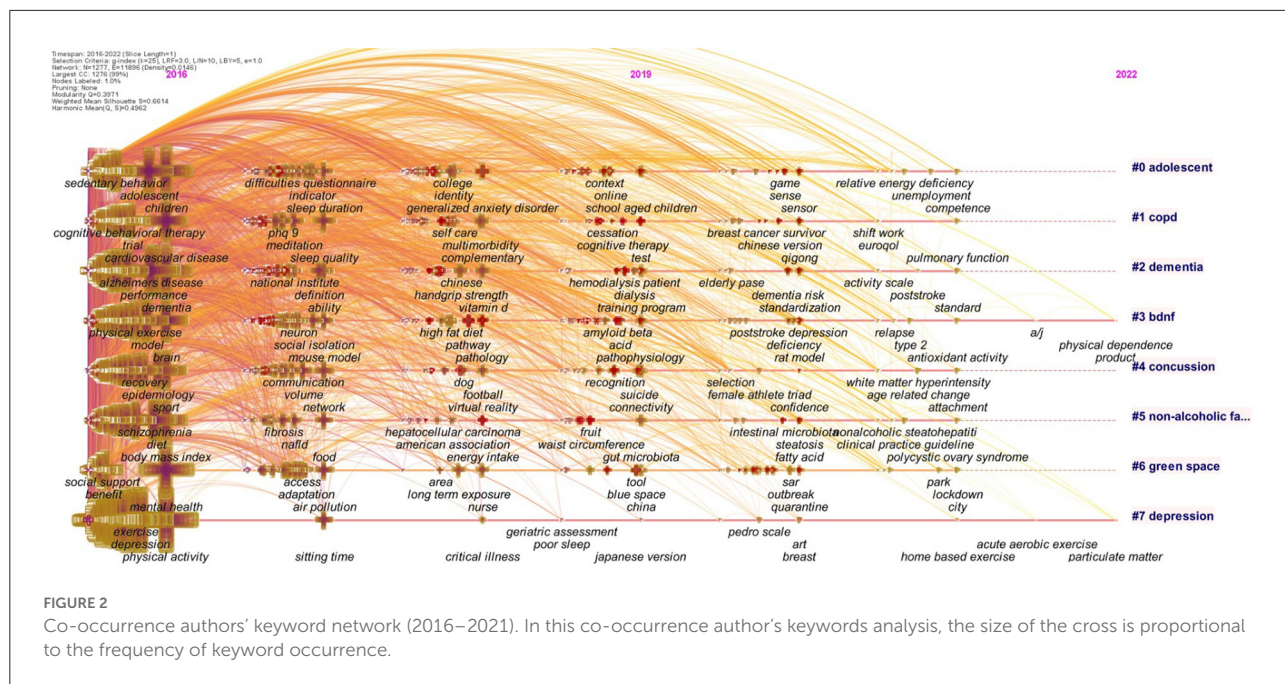 Timespan: 2016-2022 (Slice Length=1)
Selection Criteria: g-index (k=25), LRF=3.0, L/N=10, LBY=5, e=1.0
Network: N=1277, E=11896 (Density=0.0146)
Largest CC: 1276 (99%)
Nodes Labeled: 1.0%
Pruning: None
Modularity Q=0.3971
Weighted Mean Silhouette S=0.6614
Harmonic Mean(Q, S)=0.4962
2016 2019 2022
#0 adolescent
sedentary behavior difficulties questionnaire college context game relative energy deficiency
adolescent indicator identity online sense unemployment
children sleep duration generalized anxiety disorder school aged children sensor competence
#1 copd
cognitive behavioral therapy phq 9 self care cessation breast cancer survivor shift work
trial meditation multimorbidity cognitive therapy chinese version euroqol
cardiovascular disease sleep quality complementary test qigong pulmonary function
#2 dementia
alzheimers disease national institute chinese hemodialysis patient elderly pase activity scale
performance definition handgrip strength dialysis dementia risk poststroke
dementia ability vitamin d training program standardization standard
#3 bdnf
physical exercise neuron high fat diet amyloid beta poststroke depression relapse a/j
model social isolation pathway acid deficiency type 2 physical dependence
brain mouse model pathology pathophysiology rat model antioxidant activity product
#4 concussion
recovery communication dog recognition selection white matter hyperintensity
epidemiology volume football suicide female athlete triad age related change
sport network virtual reality connectivity confidence attachment
#5 non-alcoholic fa...
schizophrenia fibrosis hepatocellular carcinoma fruit intestinal microbiota nonalcoholic steatohepatiti
diet nafld american association waist circumference steatosis clinical practice guideline
body mass index food energy intake gut microbiota fatty acid polycystic ovary syndrome
#6 green space
social support access area tool sar park
benefit adaptation long term exposure blue space outbreak lockdown
mental health air pollution nurse china quarantine city
#7 depression
exercise geriatric assessment pedro scale
depression poor sleep art acute aerobic exercise
physical activity sitting time critical illness japanese version breast home based exercise particulate matter
FIGURE 2
Co-occurrence authors' keyword network (2016–2021). In this co-occurrence author's keywords analysis, the size of the cross is proportional
to the frequency of keyword occurrence.